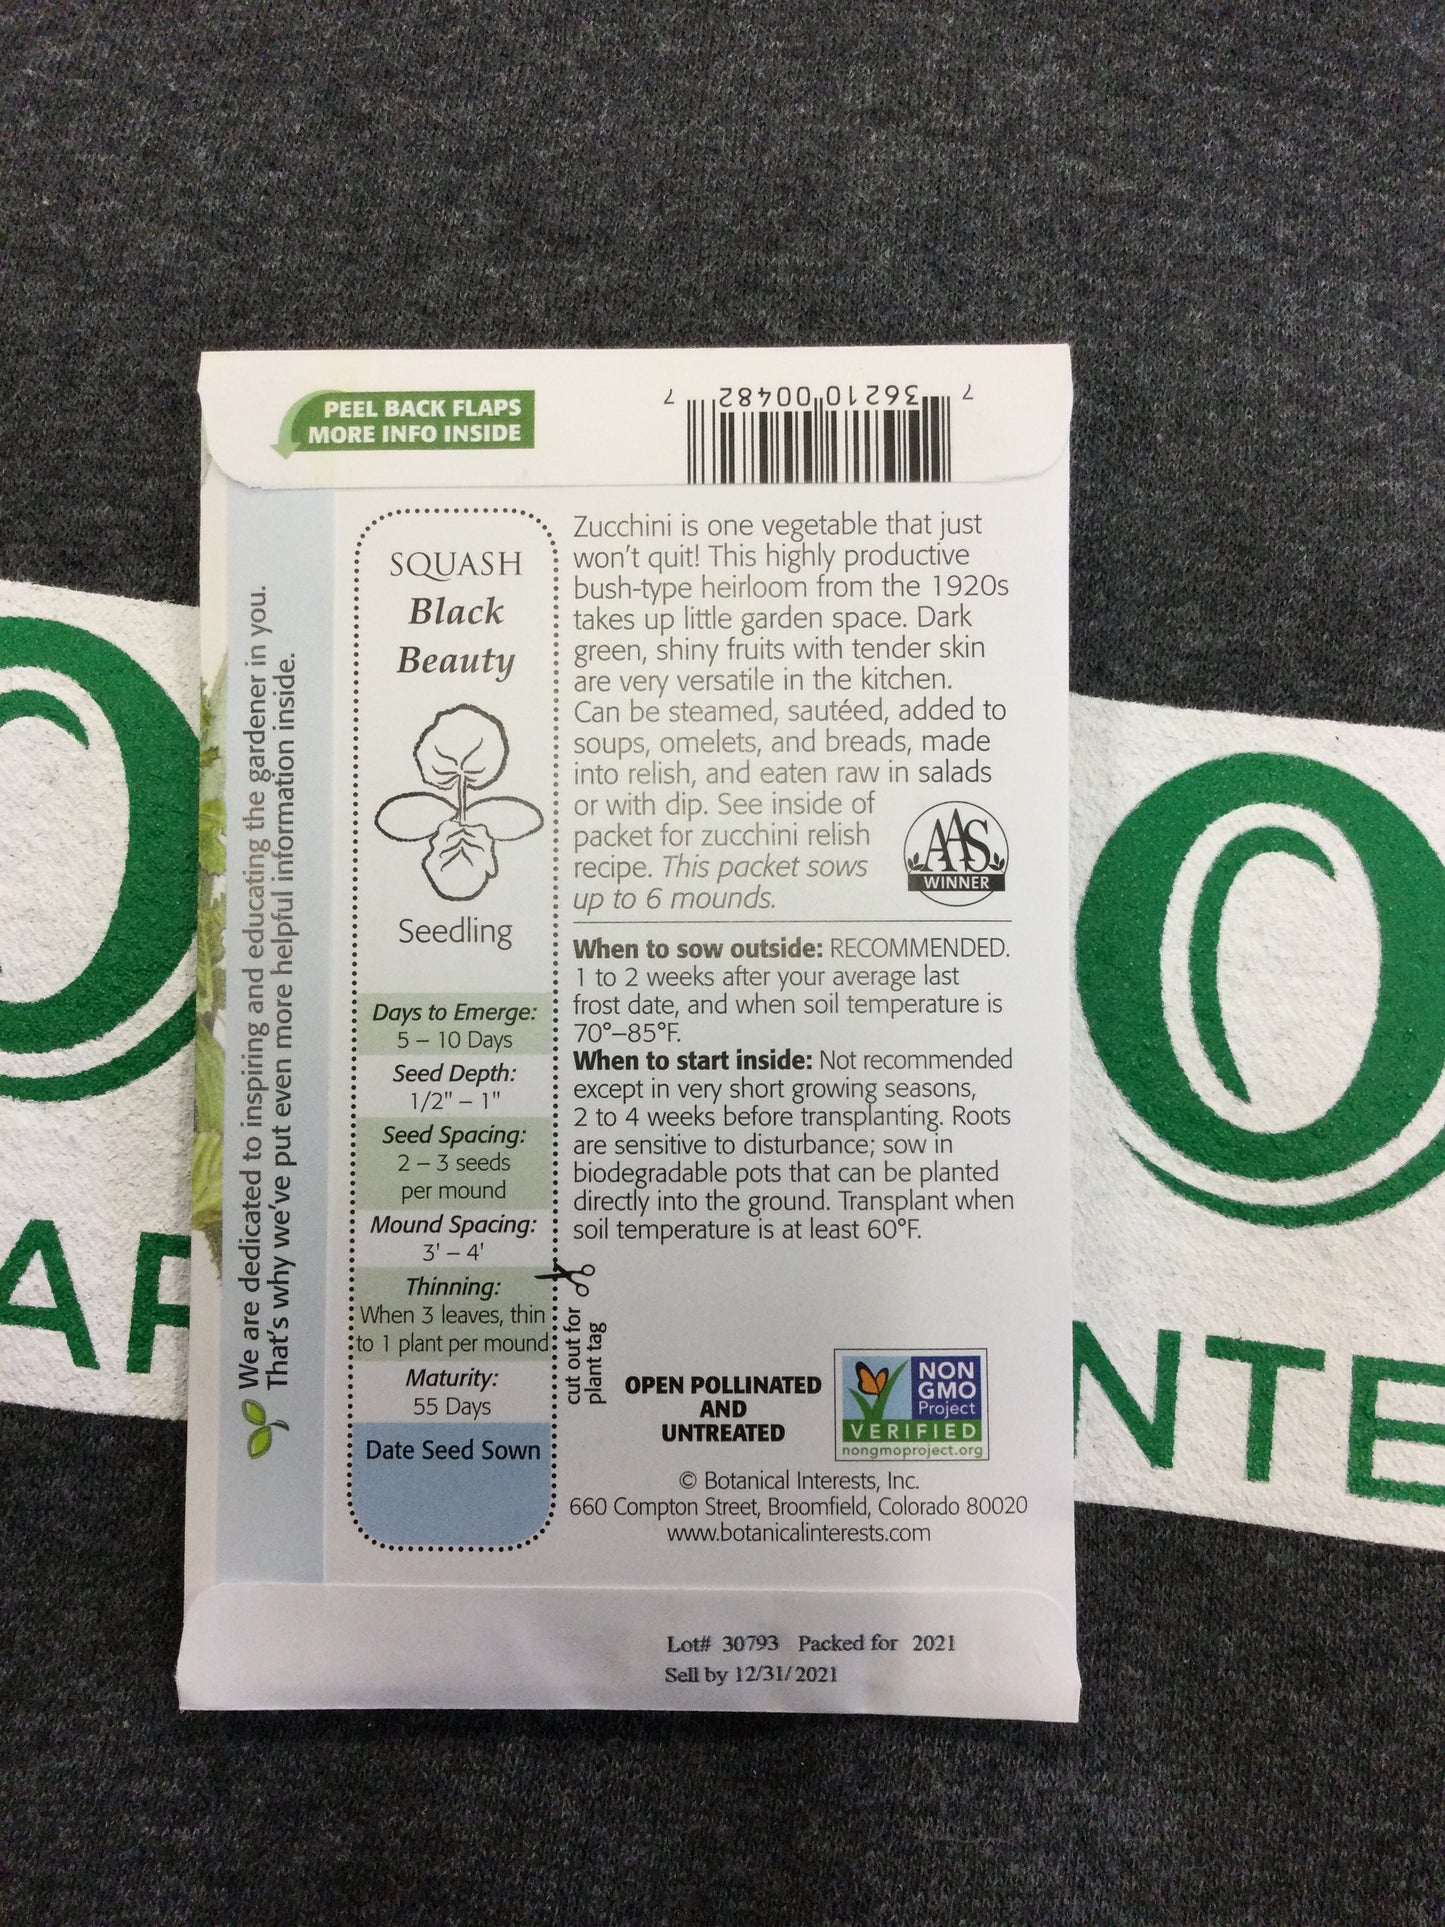 PEEL BACK FLAPS
MORE INFO INSIDE
7 36210 00482 7
We are dedicated to inspiring and educating the gardener in you.
That's why we've put even more helpful information inside.
SQUASH
Black
Beauty
Seedling
Days to Emerge:
5 – 10 Days
Seed Depth:
1/2" – 1"
Seed Spacing:
2 – 3 seeds
per mound
Mound Spacing:
3' – 4'
Thinning:
When 3 leaves, thin
to 1 plant per mound
Maturity:
55 Days
Date Seed Sown
cut out for
plant tag
Zucchini is one vegetable that just
won't quit! This highly productive
bush-type heirloom from the 1920s
takes up little garden space. Dark
green, shiny fruits with tender skin
are very versatile in the kitchen.
Can be steamed, sautéed, added to
soups, omelets, and breads, made
into relish, and eaten raw in salads
or with dip. See inside of
packet for zucchini relish
recipe. This packet sows
up to 6 mounds.
AAS
WINNER
When to sow outside: RECOMMENDED.
1 to 2 weeks after your average last
frost date, and when soil temperature is
70°–85°F.
When to start inside: Not recommended
except in very short growing seasons,
2 to 4 weeks before transplanting. Roots
are sensitive to disturbance; sow in
biodegradable pots that can be planted
directly into the ground. Transplant when
soil temperature is at least 60°F.
OPEN POLLINATED
AND
UNTREATED
NON
GMO
Project
VERIFIED
nongmoproject.org
© Botanical Interests, Inc.
660 Compton Street, Broomfield, Colorado 80020
www.botanicalinterests.com
Lot# 30793 Packed for 2021
Sell by 12/31/2021
O
AR
O
NTE